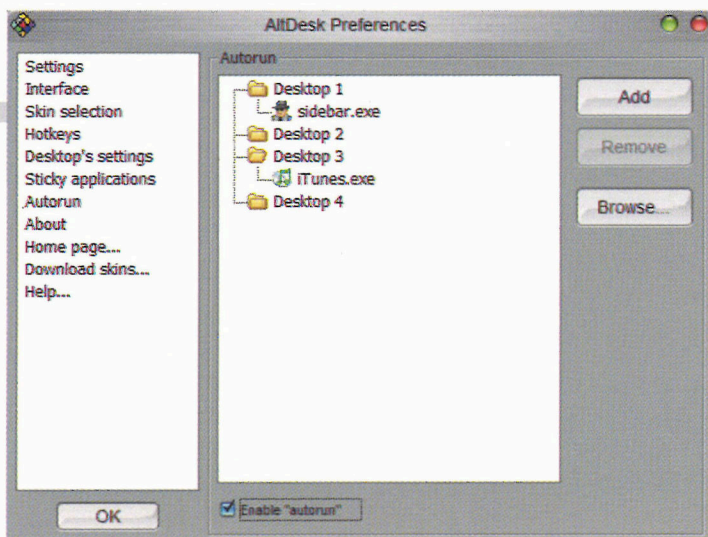 AltDesk Preferences
Settings
Interface
Skin selection
Hotkeys
Desktop's settings
Sticky applications
Autorun
About
Home page...
Download skins...
Help...
OK
Autorun
Desktop 1
sidebar.exe
Desktop 2
Desktop 3
iTunes.exe
Desktop 4
Enable "autorun"
Add
Remove
Browse...